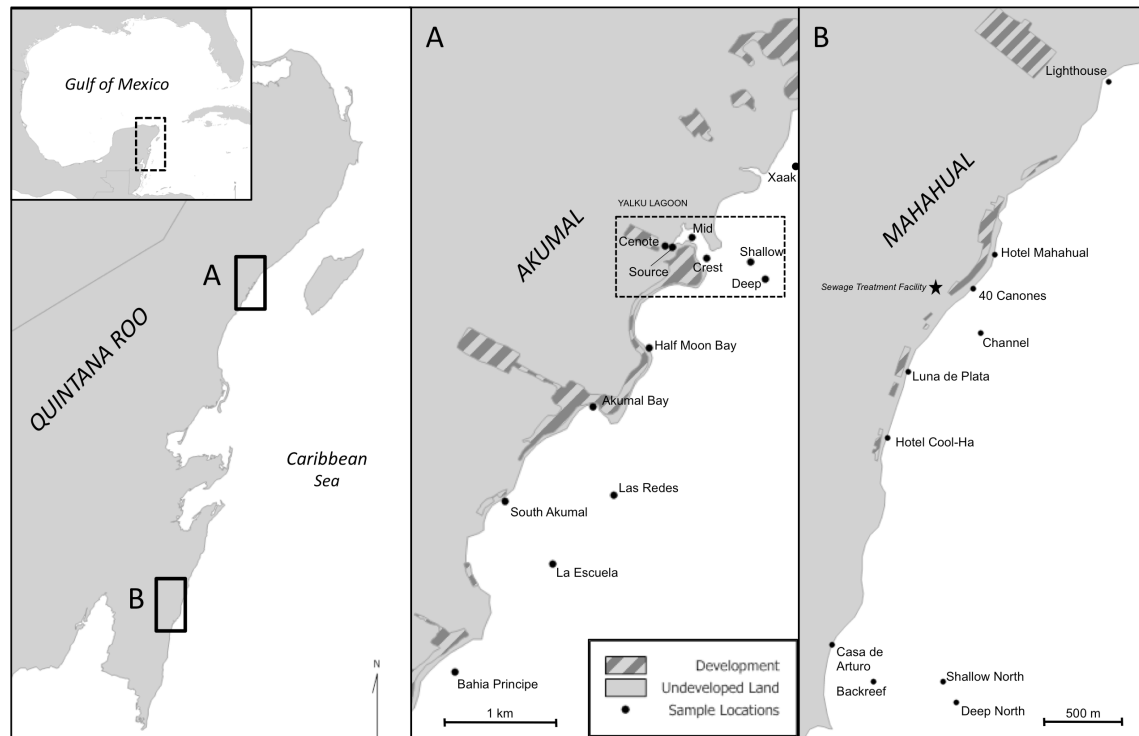 Gulf of Mexico
A
B
QUINTANA ROO
Caribbean
Sea
N
A
AKUMAL
Xaak
YALKU LAGOON
Mid
Cenote
Source
Crest
Shallow
Deep
Half Moon Bay
Akumal Bay
Las Redes
South Akumal
La Escuela
Bahia Principe
1 km
Development
Undeveloped Land
Sample Locations
B
MAHAHUAL
Lighthouse
Hotel Mahahual
Sewage Treatment Facility
40 Canones
Channel
Luna de Plata
Hotel Cool-Ha
Casa de
Arturo
Backreef
Shallow North
Deep North
500 m